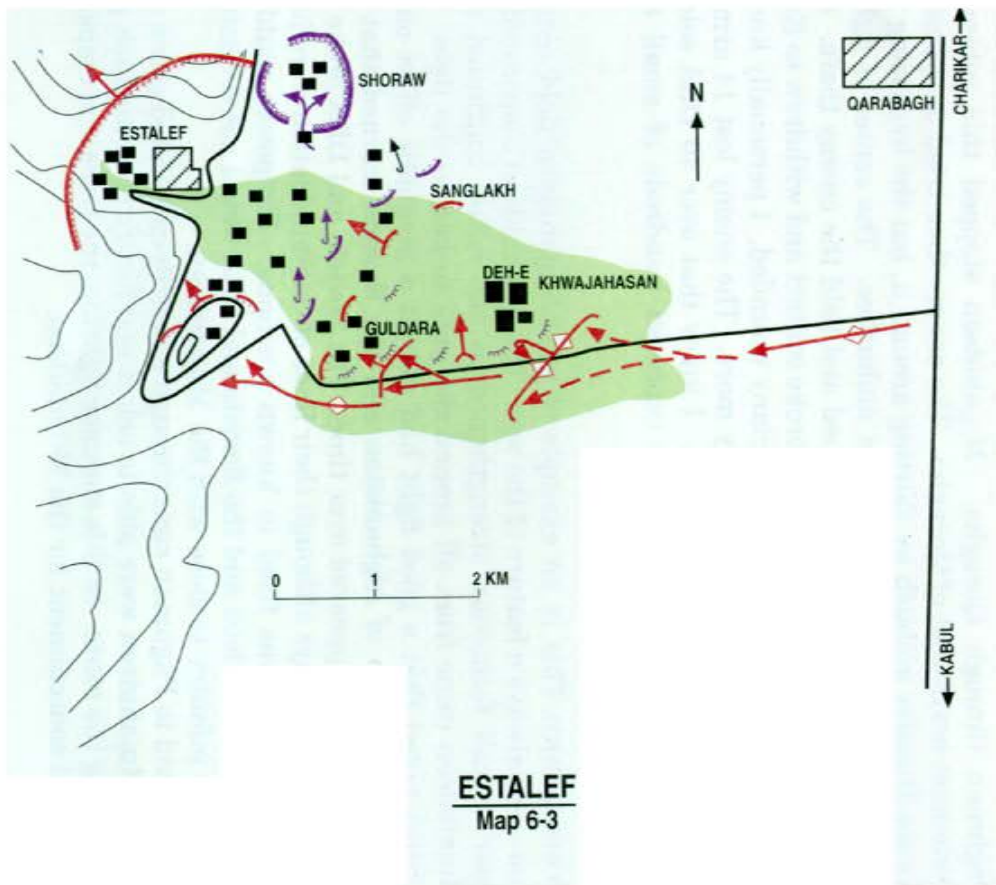 CHARIKAR
SHORAW
N
QARABAGH
ESTALEF
SANGLAKH
DEH-E
KHWAJAHASAN
GULDARA
0 1 2 KM
KABUL
ESTALEF
Map 6-3